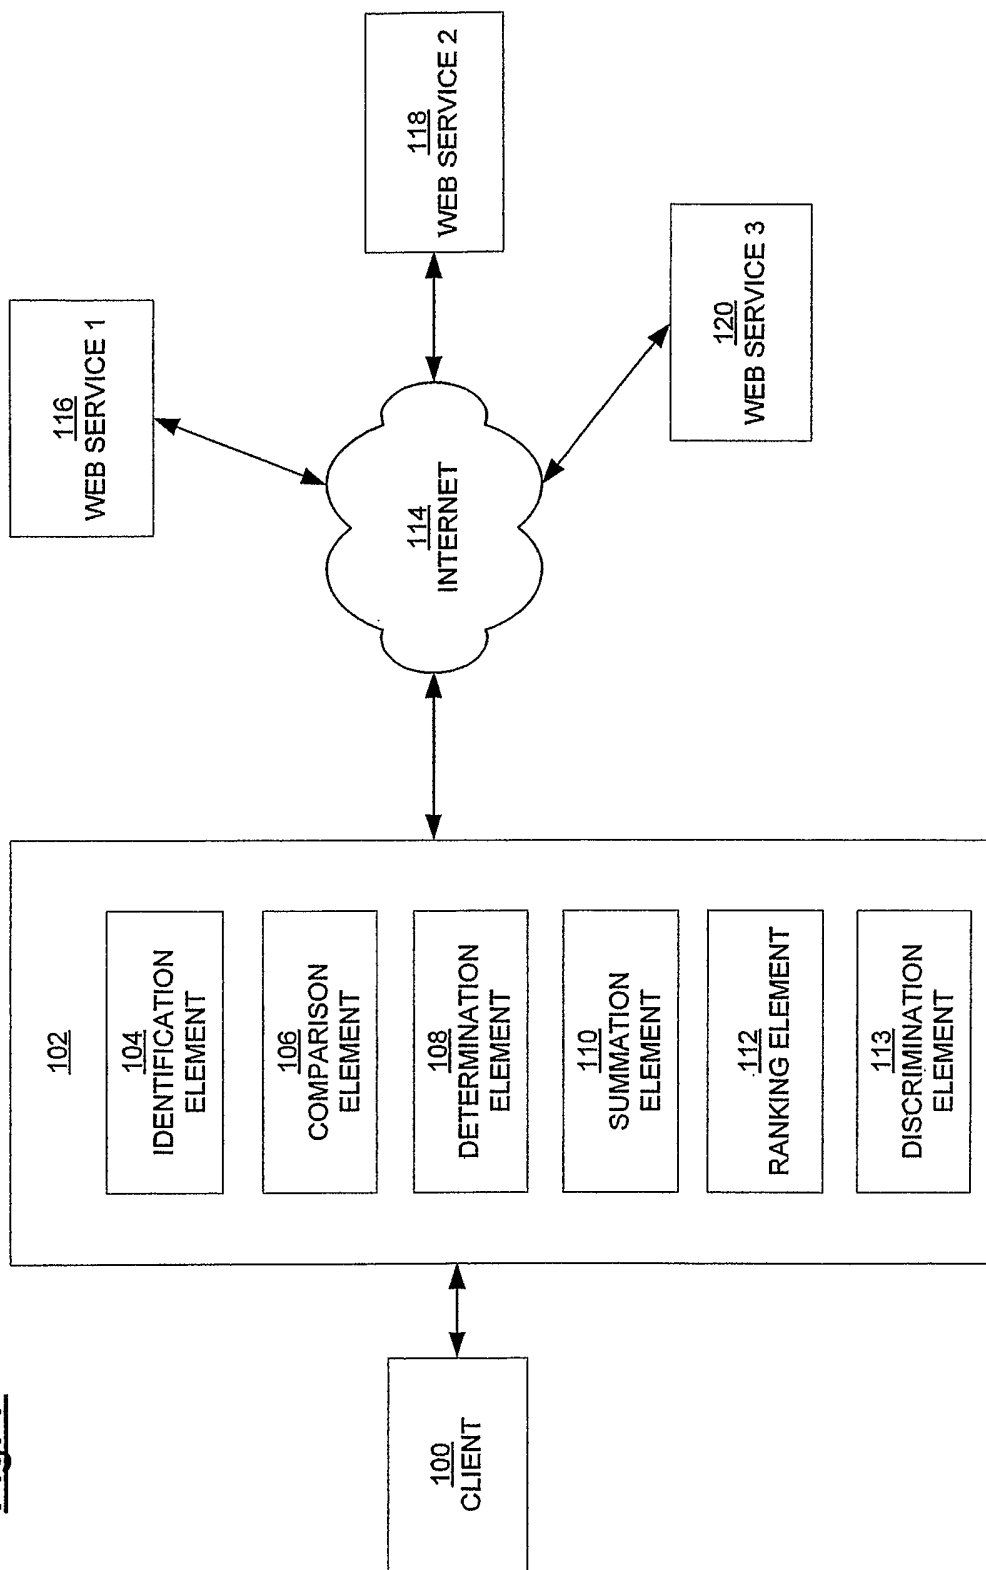 100
CLIENT
102
104
IDENTIFICATION
ELEMENT
106
COMPARISON
ELEMENT
108
DETERMINATION
ELEMENT
110
SUMMATION
ELEMENT
112
RANKING ELEMENT
113
DISCRIMINATION
ELEMENT
114
INTERNET
116
WEB SERVICE 1
118
WEB SERVICE 2
120
WEB SERVICE 3